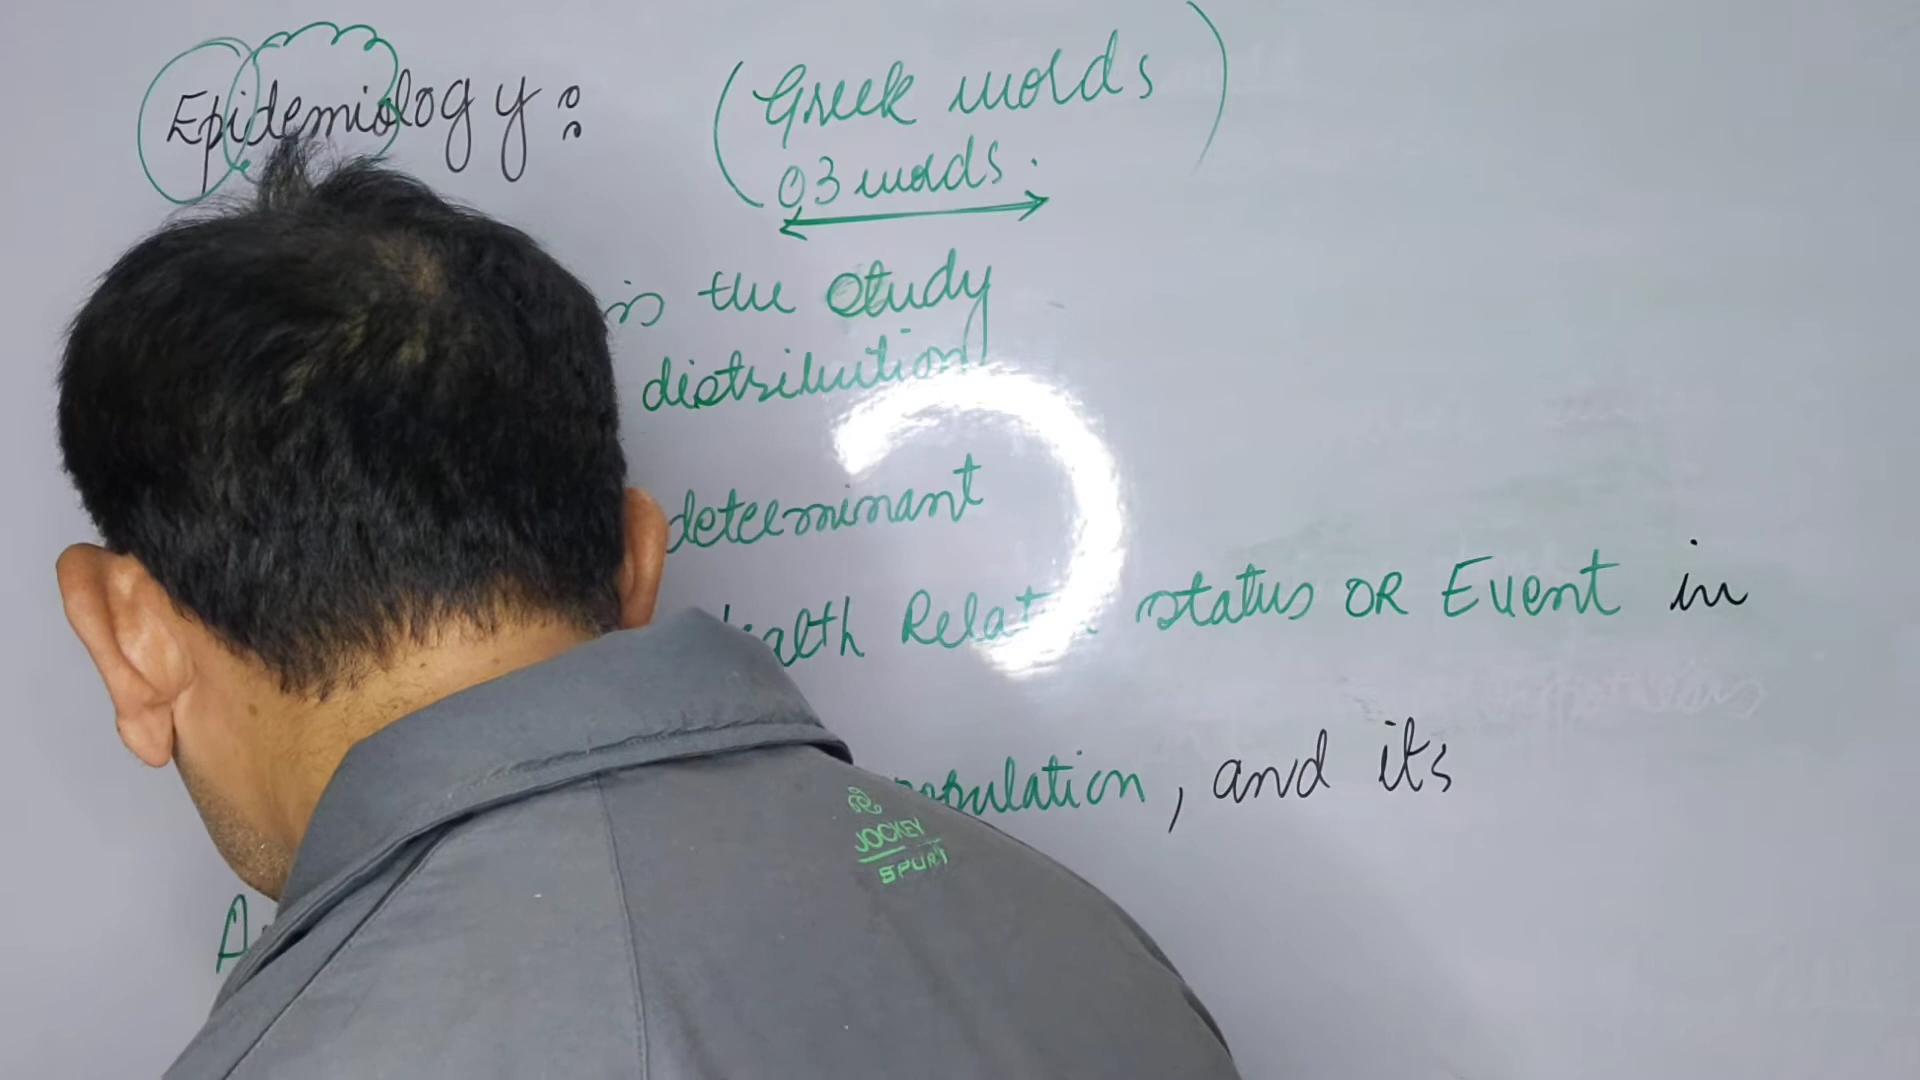 Epidemiology:
(Greek words
03 words.)
is the study
distribution
determinant
Health Relat status OR Event in
population, and its
JOCKEY
SPURT